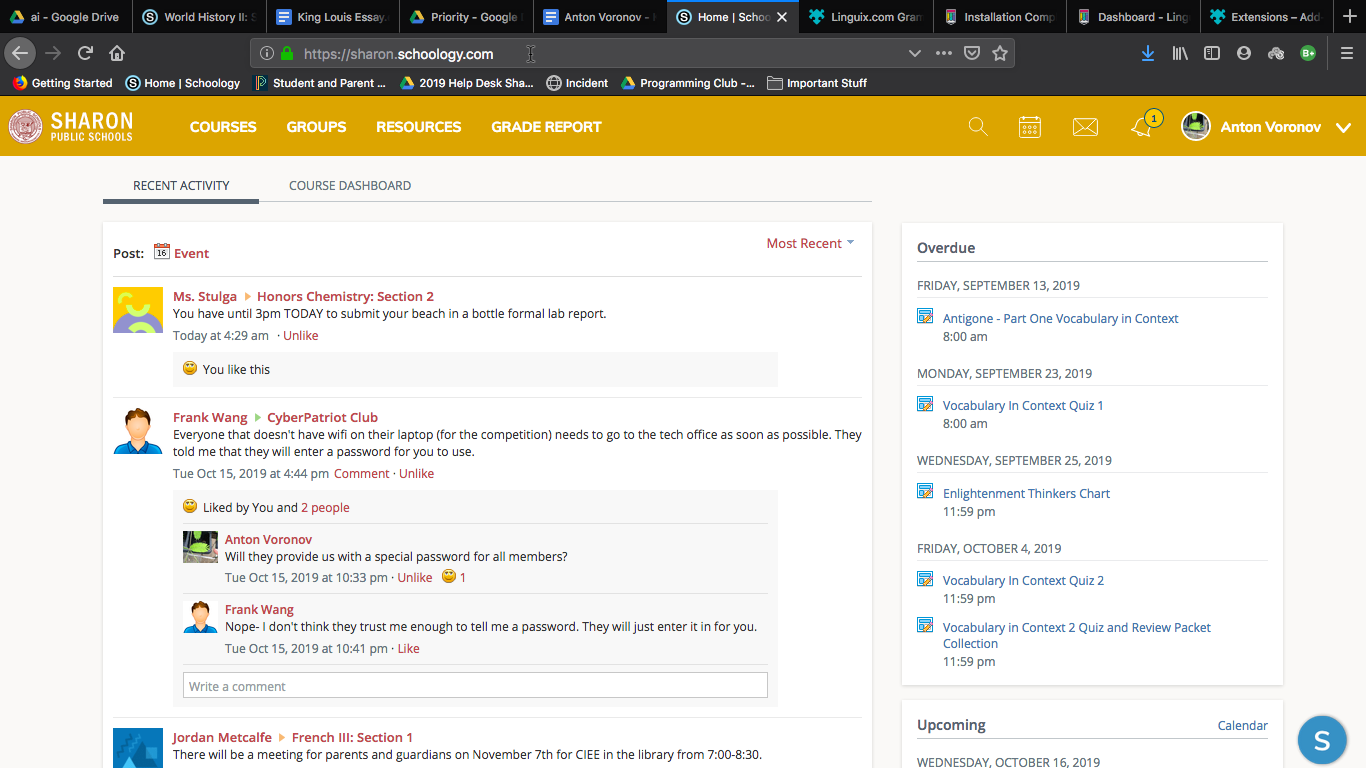 ai - Google Drive
World History II: S
King Louis Essay.
Priority - Google
Anton Voronov -
Home | Schoo
Linguix.com Gram
Installation Comp
Dashboard - Ling
Extensions – Add-
https://sharon.schoology.com
Getting Started
Home | Schoology
Student and Parent ...
2019 Help Desk Sha...
Incident
Programming Club -...
Important Stuff
SHARON
PUBLIC SCHOOLS
COURSES
GROUPS
RESOURCES
GRADE REPORT
1
Anton Voronov
RECENT ACTIVITY
COURSE DASHBOARD
Post: 16 Event
Most Recent
Ms. Stulga Honors Chemistry: Section 2
You have until 3pm TODAY to submit your beach in a bottle formal lab report.
Today at 4:29 am · Unlike
You like this
Frank Wang CyberPatriot Club
Everyone that doesn't have wifi on their laptop (for the competition) needs to go to the tech office as soon as possible. They
told me that they will enter a password for you to use.
Tue Oct 15, 2019 at 4:44 pm Comment · Unlike
Liked by You and 2 people
Anton Voronov
Will they provide us with a special password for all members?
Tue Oct 15, 2019 at 10:33 pm · Unlike 1
Frank Wang
Nope- I don't think they trust me enough to tell me a password. They will just enter it in for you.
Tue Oct 15, 2019 at 10:41 pm · Like
Write a comment
Jordan Metcalfe French III: Section 1
There will be a meeting for parents and guardians on November 7th for CIEE in the library from 7:00-8:30.
Overdue
FRIDAY, SEPTEMBER 13, 2019
Antigone - Part One Vocabulary in Context
8:00 am
MONDAY, SEPTEMBER 23, 2019
Vocabulary In Context Quiz 1
8:00 am
WEDNESDAY, SEPTEMBER 25, 2019
Enlightenment Thinkers Chart
11:59 pm
FRIDAY, OCTOBER 4, 2019
Vocabulary In Context Quiz 2
11:59 pm
Vocabulary in Context 2 Quiz and Review Packet
Collection
11:59 pm
Upcoming
Calendar
WEDNESDAY, OCTOBER 16, 2019
S